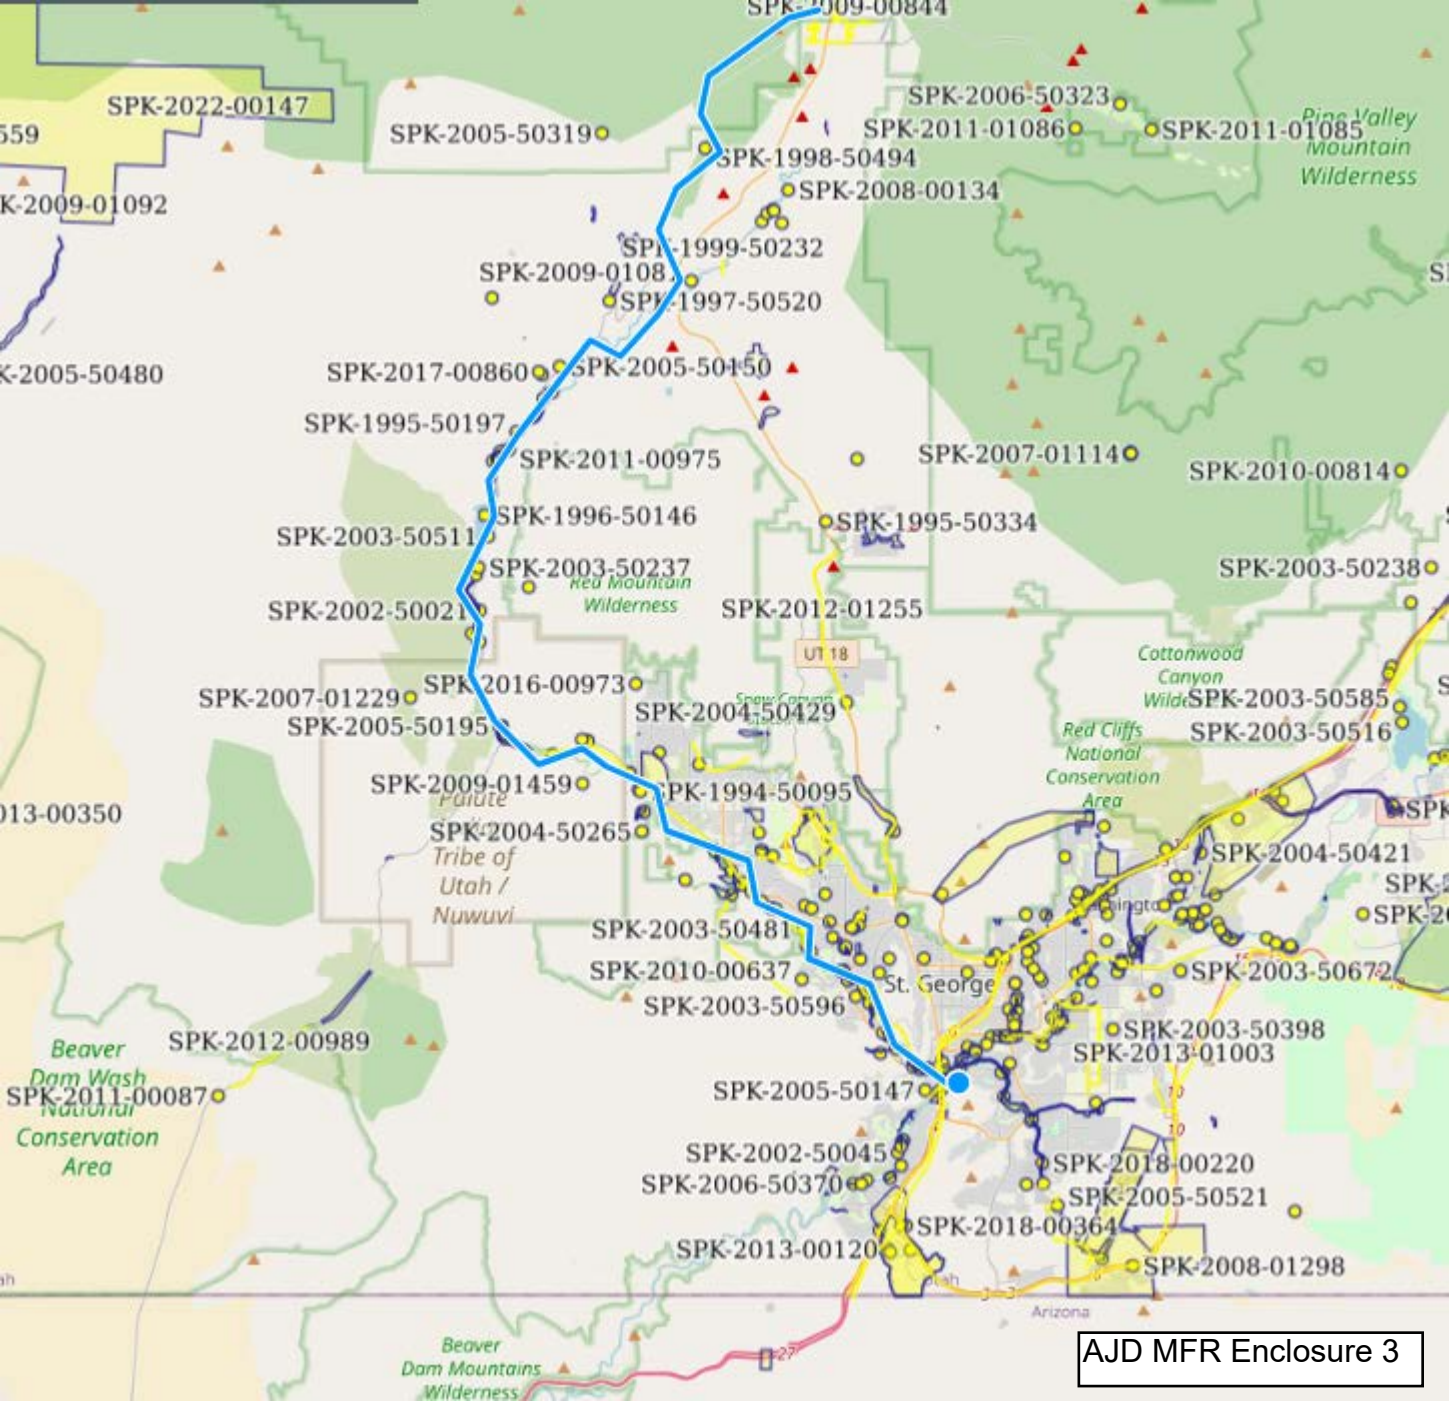 SPK-2009-00844
SPK-2022-00147
SPK-2006-50323
559
SPK-2005-50319
SPK-2011-01086
SPK-2011-01085
Pine Valley
Mountain
Wilderness
SPK-1998-50494
K-2009-01092
SPK-2008-00134
SPK-1999-50232
SPK-2009-0108
SPK-1997-50520
K-2005-50480
SPK-2017-00860
SPK-2005-50150
SPK-1995-50197
SPK-2011-00975
SPK-2007-01114
SPK-2010-00814
SPK-1996-50146
SPK-1995-50334
SPK-2003-50511
SPK-2003-50237
SPK-2003-50238
Red Mountain
Wilderness
SPK-2002-50021
SPK-2012-01255
UT 18
Cottonwood
Canyon
SPK-2007-01229
SPK-2016-00973
SPK-2003-50585
SPK-2004-50429
SPK-2005-50195
SPK-2003-50516
Red Cliffs
National
Conservation
Area
SPK-2009-01459
SPK-1994-50095
Paiute
013-00350
SPK-2004-50265
Tribe of
Utah /
Nuwuvi
SPK-2004-50421
SPK-2003-50481
SPK-2010-00637
St. George
SPK-2003-50672
SPK-2003-50596
SPK-2003-50398
SPK-2012-00989
SPK-2013-01003
Beaver
Dam Wash
National
Conservation
Area
SPK-2011-00087
SPK-2005-50147
10
10
SPK-2002-50045
SPK-2018-00220
SPK-2006-50370
SPK-2005-50521
SPK-2018-00364
SPK-2013-00120
SPK-2008-01298
Arizona
Beaver
Dam Mountains
Wilderness
27
AJD MFR Enclosure 3